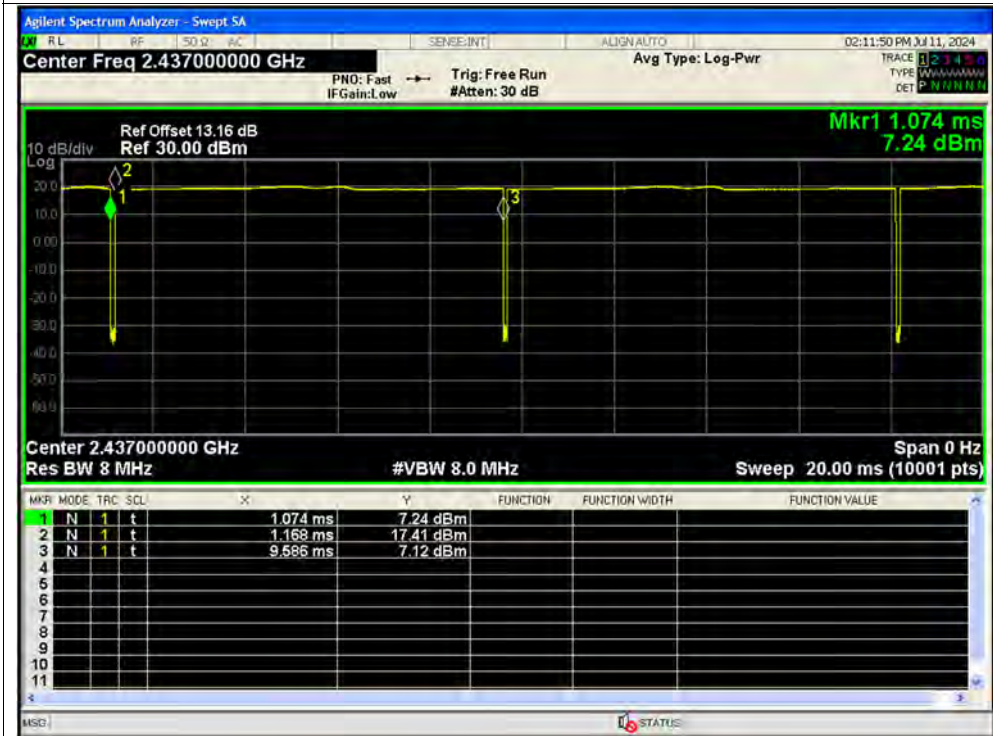 Agilent Spectrum Analyzer - Swept SA
RL RF 50 Ω AC SENSE:INT ALIGN AUTO 02:11:50 PM Jul 11, 2024
Center Freq 2.437000000 GHz Avg Type: Log-Pwr TRACE 1 2 3 4 5 6
PNO: Fast Trig: Free Run TYPE WWWWWW
IFGain:Low #Atten: 30 dB DET P N N N N N
Mkr1 1.074 ms
Ref Offset 13.16 dB
10 dB/div Ref 30.00 dBm 7.24 dBm
Log
2
20.0
1 3
10.0
0.00
-10.0
-20.0
-30.0
-40.0
-50.0
-60.0
Center 2.437000000 GHz Span 0 Hz
Res BW 8 MHz #VBW 8.0 MHz Sweep 20.00 ms (10001 pts)
MKR MODE TRC SCL X Y FUNCTION FUNCTION WIDTH FUNCTION VALUE
1 N 1 t 1.074 ms 7.24 dBm
2 N 1 t 1.168 ms 17.41 dBm
3 N 1 t 9.586 ms 7.12 dBm
4
5
6
7
8
9
10
11
MSG STATUS